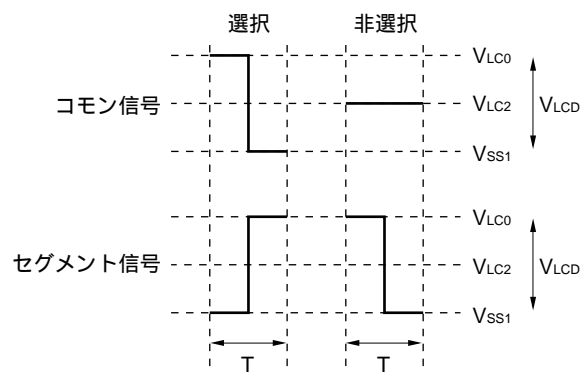 選択 非選択
VLC0
コモン信号 VLC2 VLCD
VSS1
VLC0
セグメント信号 VLC2 VLCD
VSS1
T T